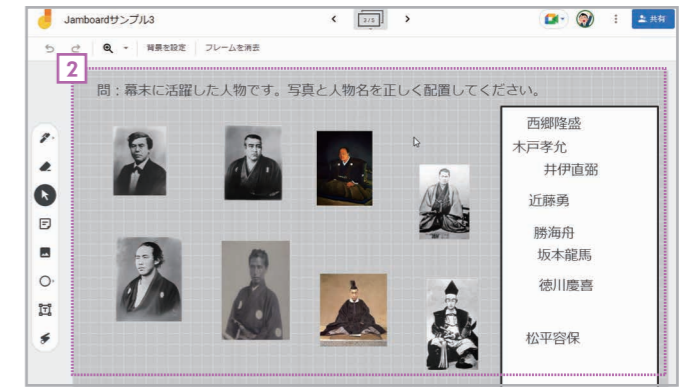 Jamboardサンプル3
3/5
共有
背景を設定 フレームを消去
2
問：幕末に活躍した人物です。写真と人物名を正しく配置してください。
西郷隆盛
木戸孝允
井伊直弼
近藤勇
勝海舟
坂本龍馬
徳川慶喜
松平容保